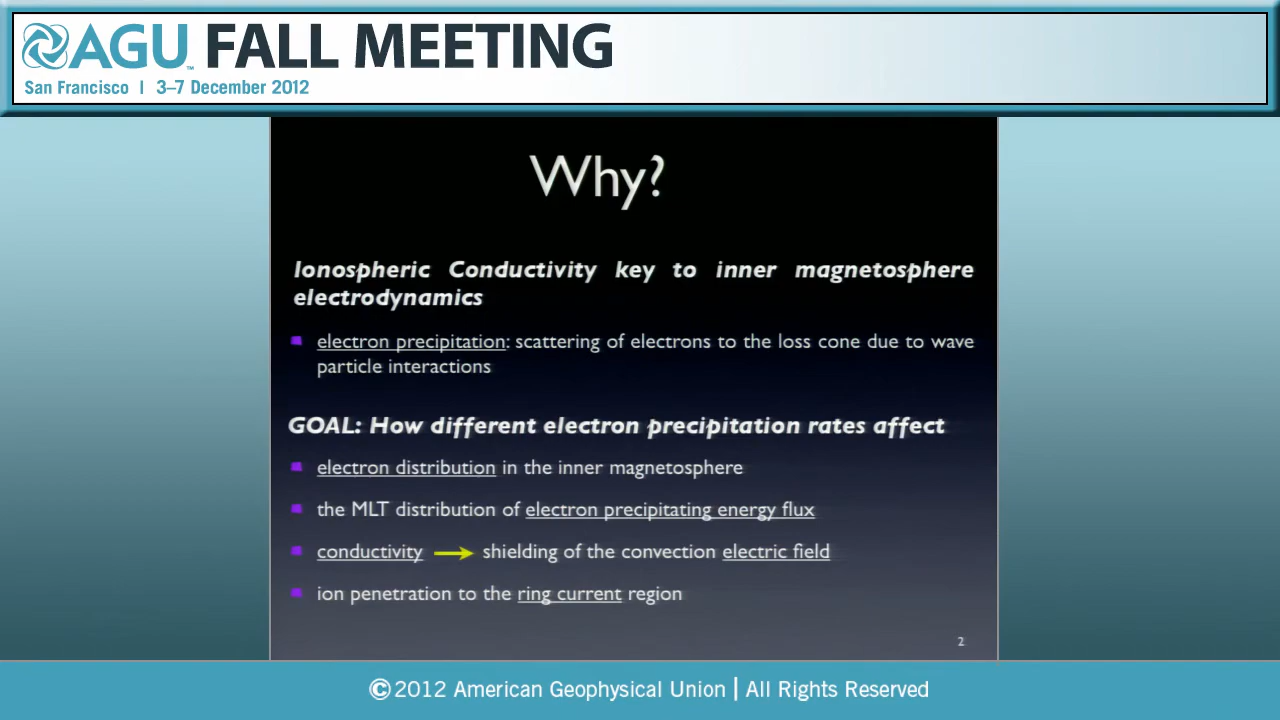 AGU™ FALL MEETING
San Francisco | 3–7 December 2012
Why?
Ionospheric Conductivity key to inner magnetosphere
electrodynamics
electron precipitation: scattering of electrons to the loss cone due to wave
particle interactions
GOAL: How different electron precipitation rates affect
electron distribution in the inner magnetosphere
the MLT distribution of electron precipitating energy flux
conductivity → shielding of the convection electric field
ion penetration to the ring current region
2
©2012 American Geophysical Union | All Rights Reserved